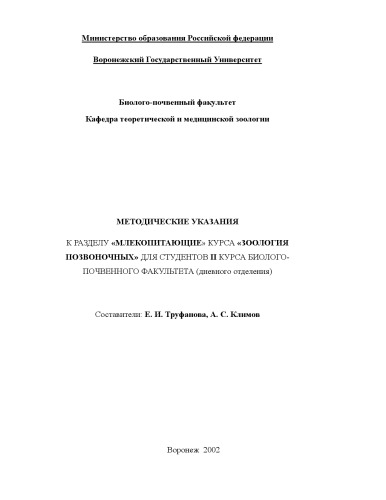 Министерство образования Российской федерации
Воронежский Государственный Университет
Биолого-почвенный факультет
Кафедра теоретической и медицинской зоологии
МЕТОДИЧЕСКИЕ УКАЗАНИЯ
К РАЗДЕЛУ «МЛЕКОПИТАЮЩИЕ» КУРСА «ЗООЛОГИЯ
ПОЗВОНОЧНЫХ» ДЛЯ СТУДЕНТОВ II КУРСА БИОЛОГО-
ПОЧВЕННОГО ФАКУЛЬТЕТА (дневного отделения)
Составители: Е. И. Труфанова, А. С. Климов
Воронеж 2002